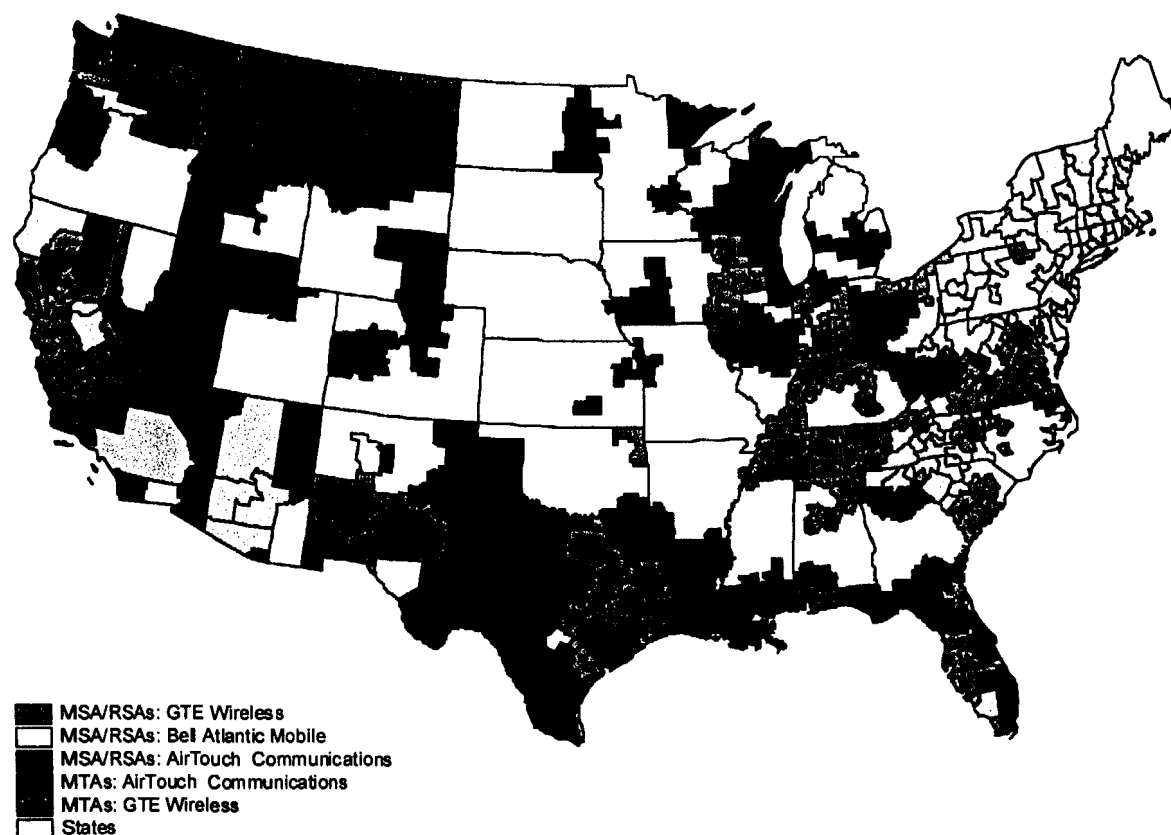 MSA/RSAs: GTE Wireless
MSA/RSAs: Bell Atlantic Mobile
MSA/RSAs: AirTouch Communications
MTAs: AirTouch Communications
MTAs: GTE Wireless
States